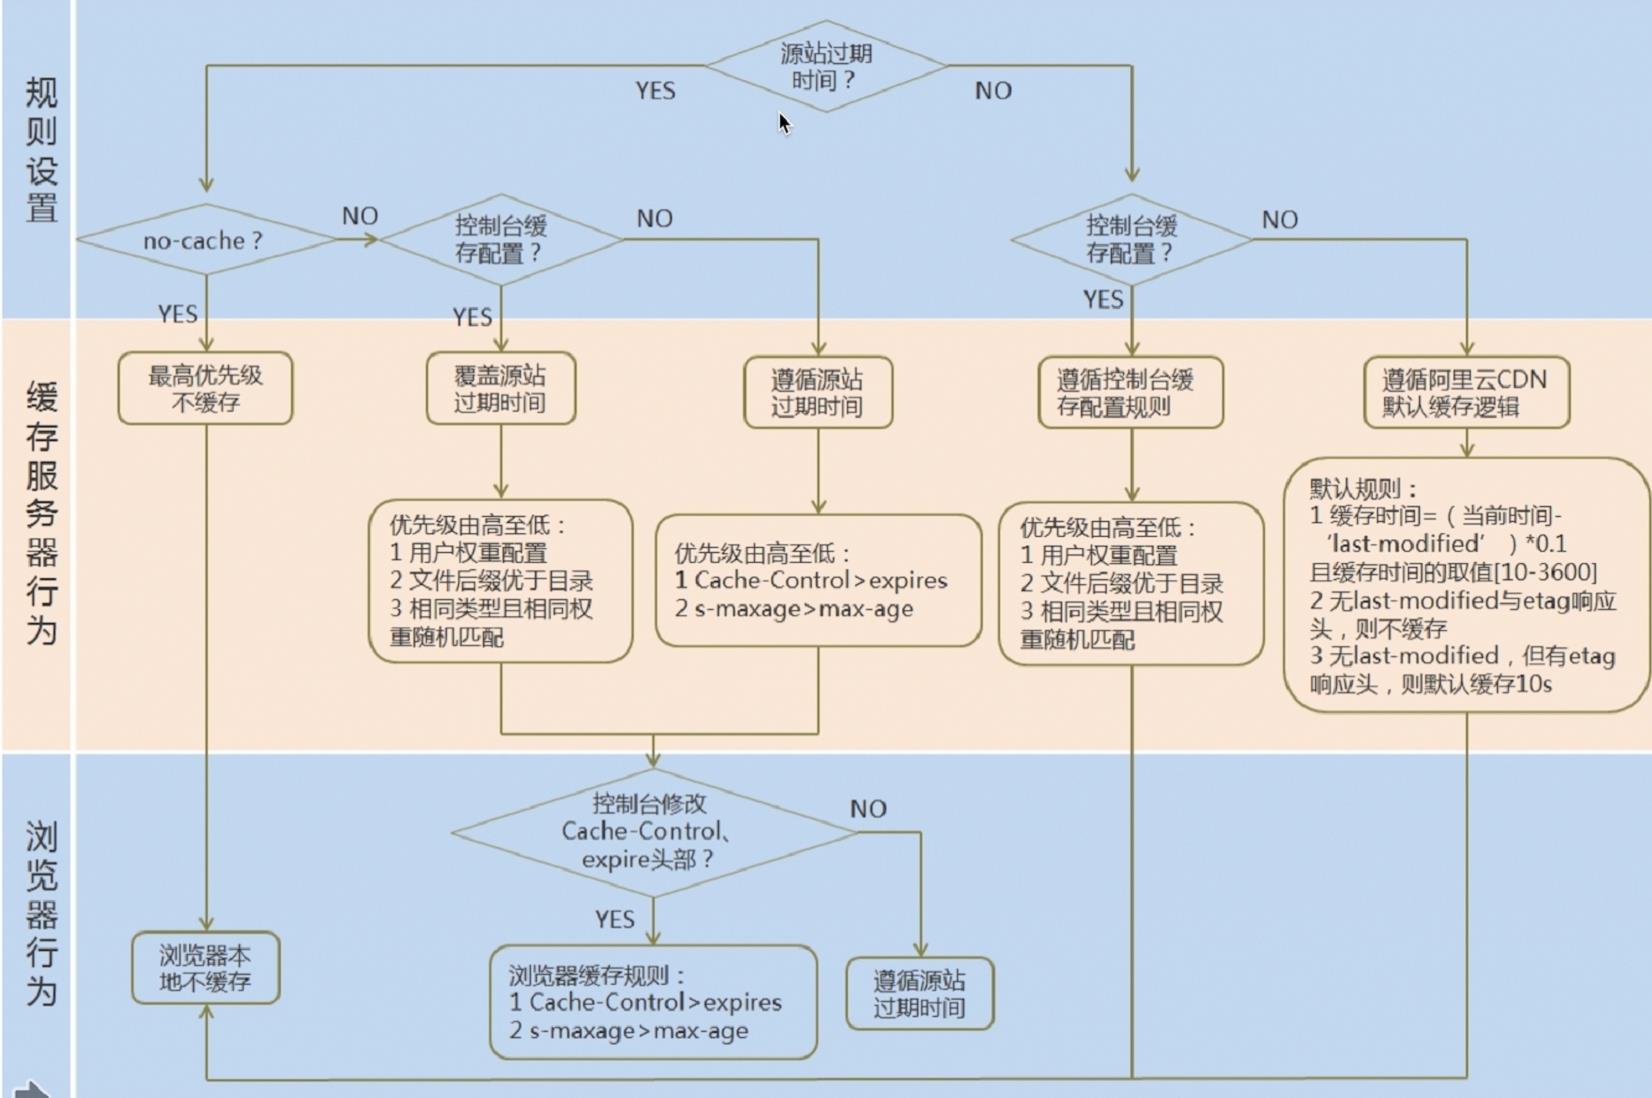 规则设置
源站过期
时间？
YES
NO
no-cache？
NO
控制台缓
存配置？
NO
控制台缓
存配置？
NO
YES
YES
YES
缓存服务器行为
最高优先级
不缓存
覆盖源站
过期时间
遵循源站
过期时间
遵循控制台缓
存配置规则
遵循阿里云CDN
默认缓存逻辑
优先级由高至低：
1 用户权重配置
2 文件后缀优于目录
3 相同类型且相同权
重随机匹配
优先级由高至低：
1 Cache-Control>expires
2 s-maxage>max-age
优先级由高至低：
1 用户权重配置
2 文件后缀优于目录
3 相同类型且相同权
重随机匹配
默认规则：
1 缓存时间=（当前时间-
‘last-modified’ ）*0.1
且缓存时间的取值[10-3600]
2 无last-modified与etag响应
头，则不缓存
3 无last-modified，但有etag
响应头，则默认缓存10s
浏览器行为
控制台修改
Cache-Control、
expire头部？
NO
YES
浏览器本
地不缓存
浏览器缓存规则：
1 Cache-Control>expires
2 s-maxage>max-age
遵循源站
过期时间